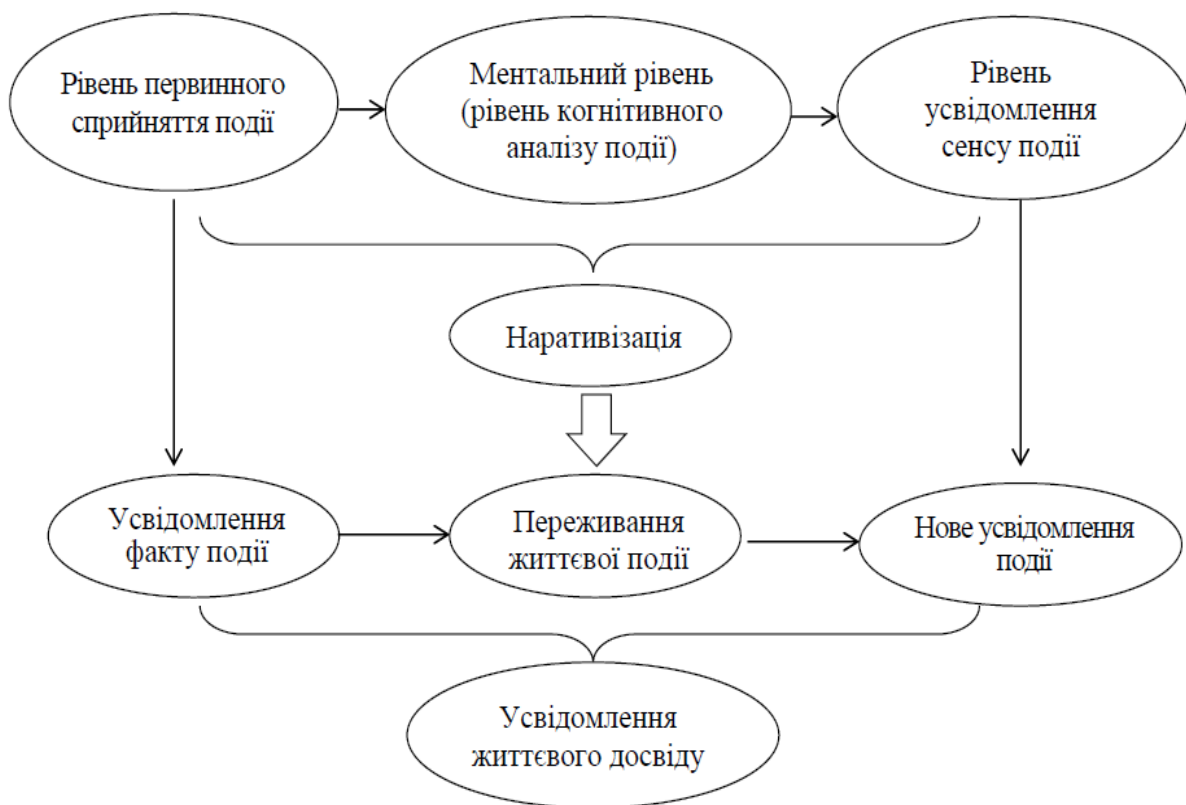 Рівень первинного
сприйняття події
Ментальний рівень
(рівень когнітивного
аналізу події)
Рівень
усвідомлення
сенсу події
Наративізація
Усвідомлення
факту події
Переживання
життєвої події
Нове усвідомлення
події
Усвідомлення
життєвого досвіду